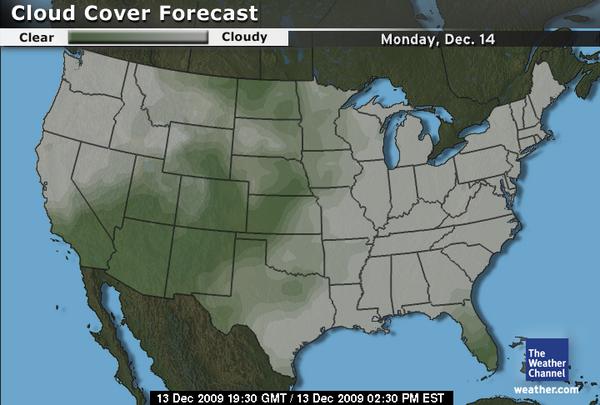 Cloud Cover Forecast
Clear Cloudy
Monday, Dec. 14
The
Weather
Channel
weather.com
13 Dec 2009 19:30 GMT / 13 Dec 2009 02:30 PM EST